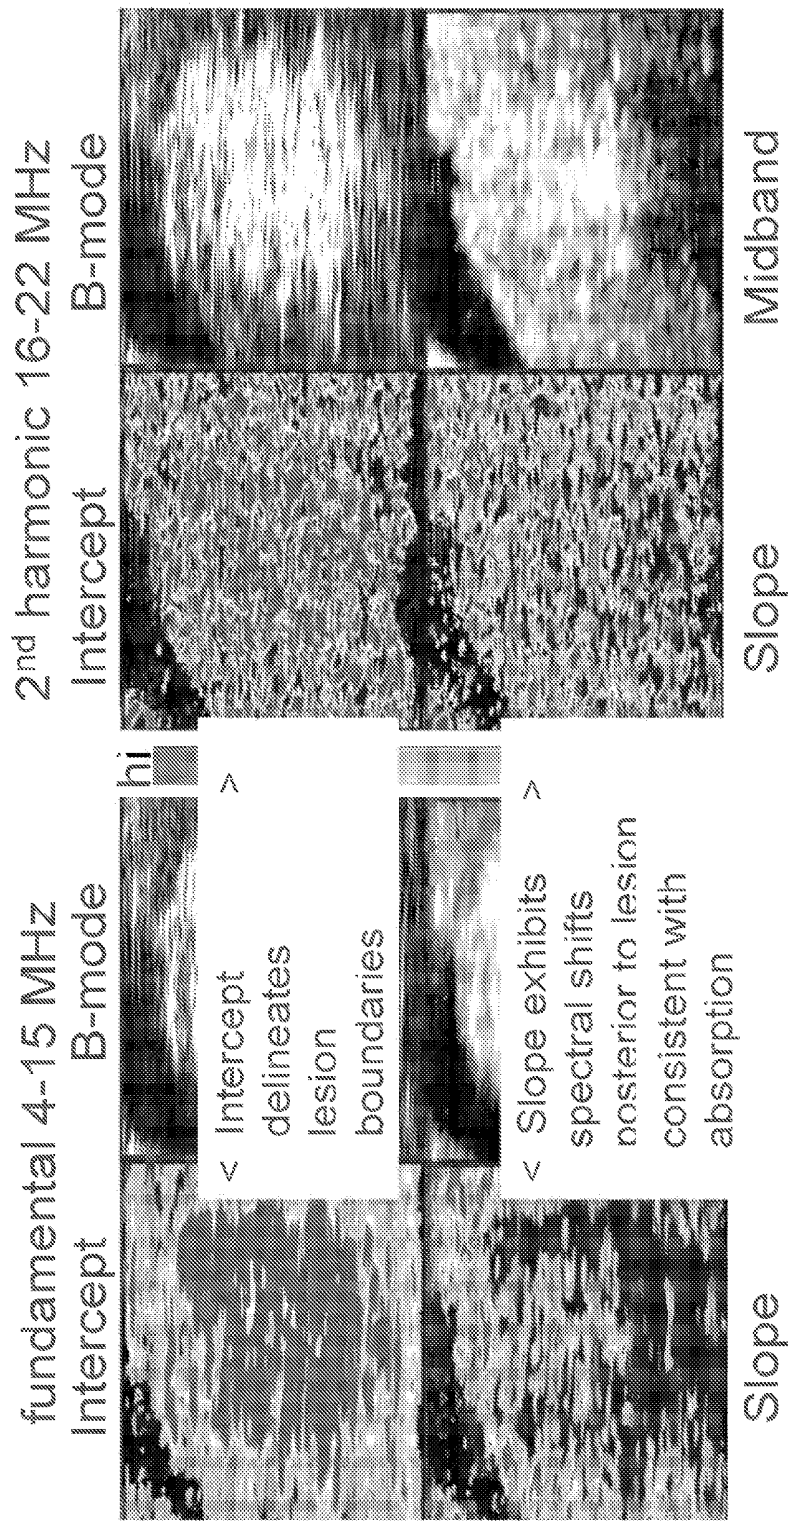 fundamental 4-15 MHz
Intercept
B-mode
hi
2nd harmonic 16-22 MHz
Intercept
B-mode
< Intercept >
delineates
lesion
boundaries
< Slope exhibits >
spectral shifts
posterior to lesion
consistent with
absorption
Slope
Slope
Midband